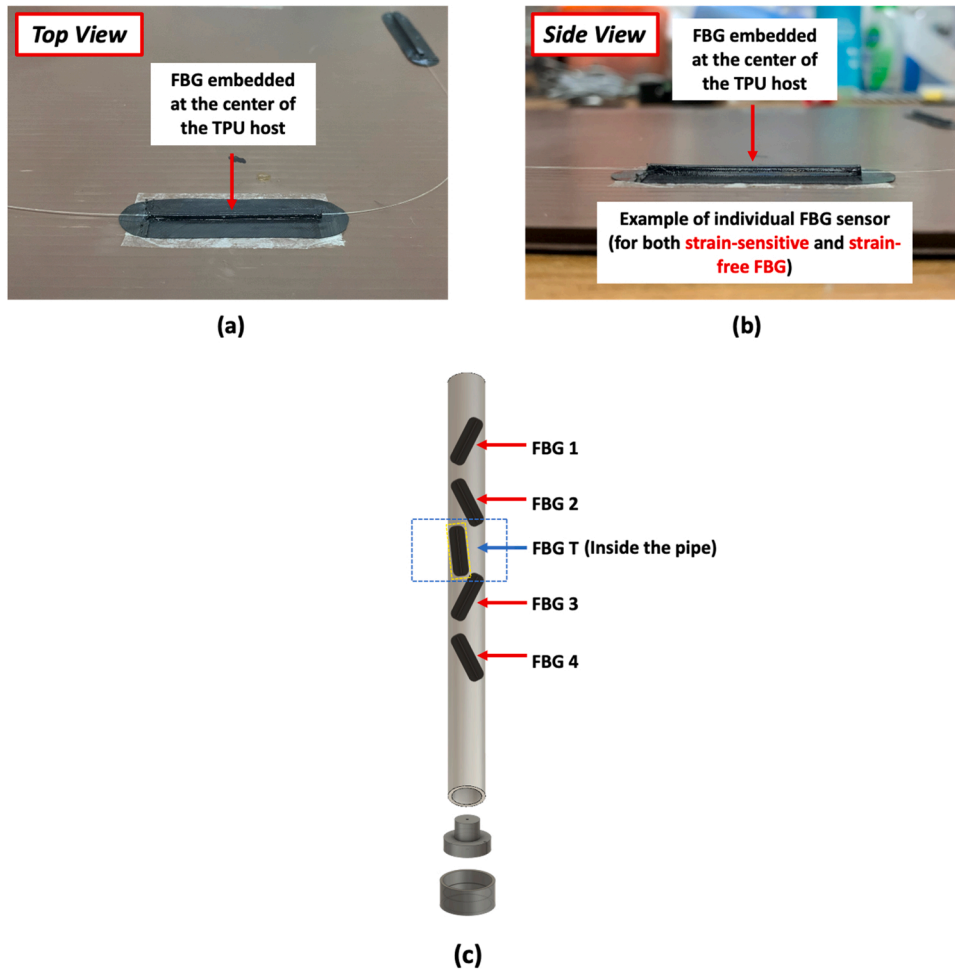 Top View
FBG embedded
at the center of
the TPU host
(a)
Side View
FBG embedded
at the center of
the TPU host
Example of individual FBG sensor
(for both strain-sensitive and strain-
free FBG)
(b)
FBG 1
FBG 2
FBG T (Inside the pipe)
FBG 3
FBG 4
(c)